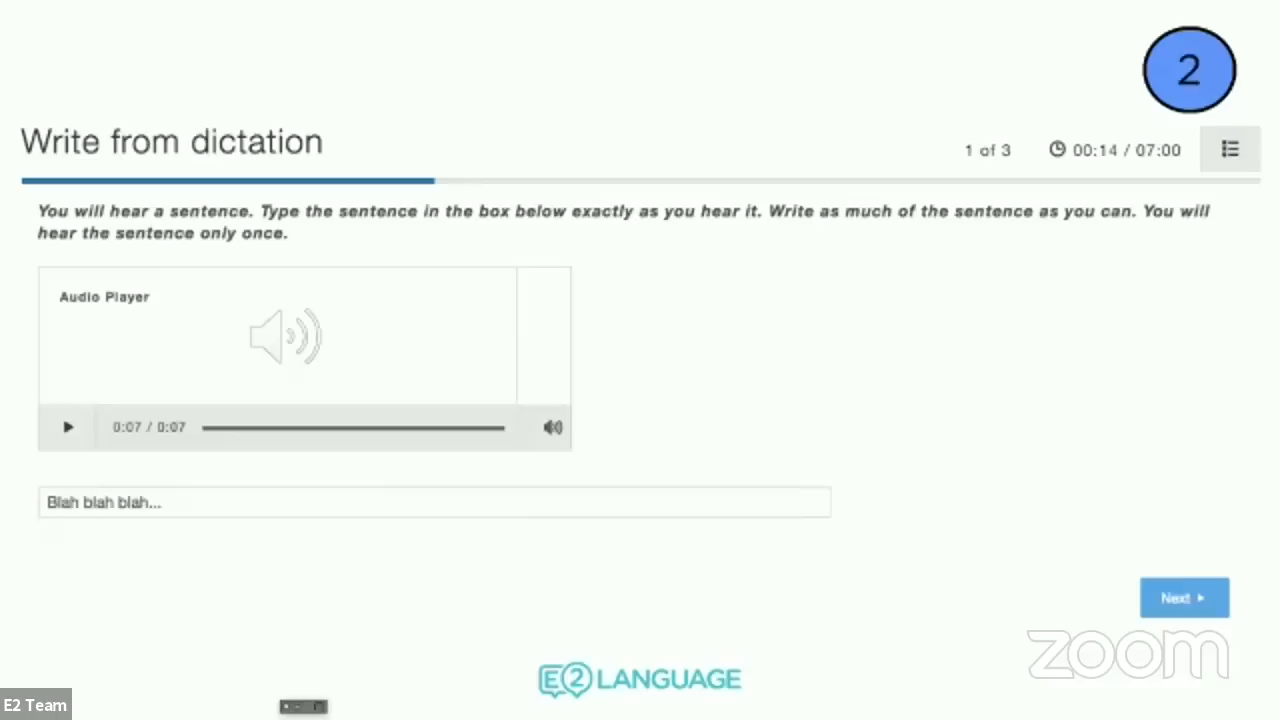 2
Write from dictation
1 of 3
00:14 / 07:00
You will hear a sentence. Type the sentence in the box below exactly as you hear it. Write as much of the sentence as you can. You will
hear the sentence only once.
Audio Player
0:07 / 0:07
Blah blah blah...
Next
zoom
E2 LANGUAGE
E2 Team